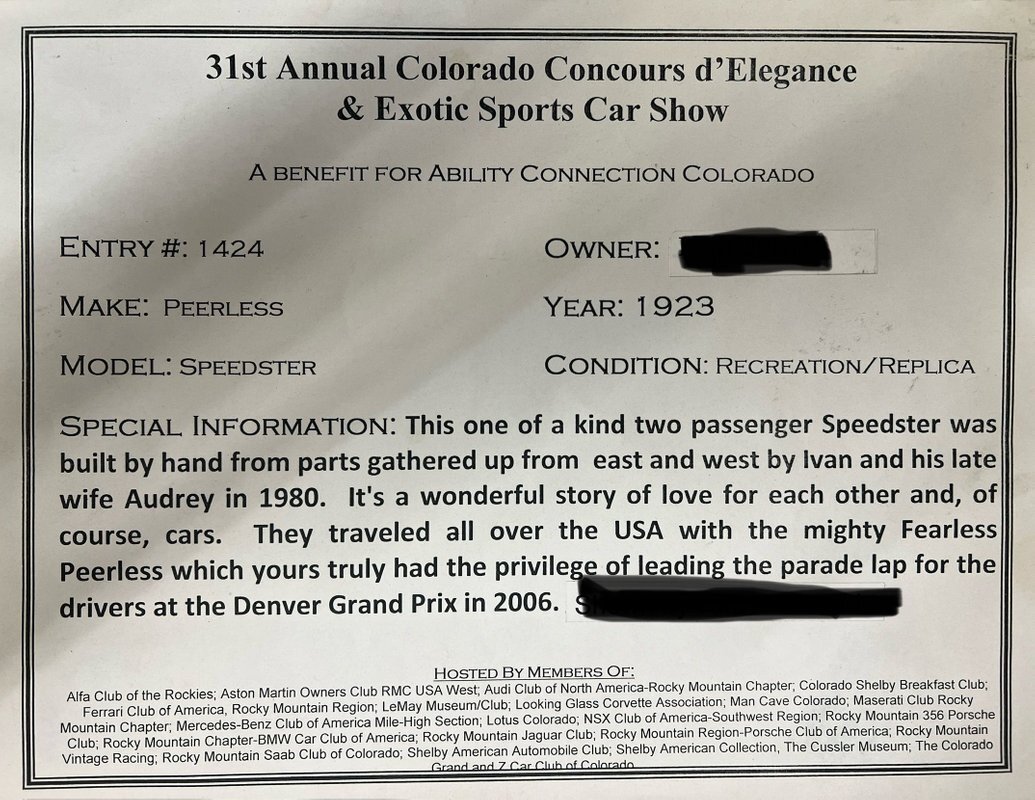 31st Annual Colorado Concours d'Elegance
& Exotic Sports Car Show
A BENEFIT FOR ABILITY CONNECTION COLORADO
ENTRY #: 1424
OWNER:
MAKE: PEERLESS
YEAR: 1923
MODEL: SPEEDSTER
CONDITION: RECREATION/REPLICA
SPECIAL INFORMATION: This one of a kind two passenger Speedster was
built by hand from parts gathered up from east and west by Ivan and his late
wife Audrey in 1980. It's a wonderful story of love for each other and, of
course, cars. They traveled all over the USA with the mighty Fearless
Peerless which yours truly had the privilege of leading the parade lap for the
drivers at the Denver Grand Prix in 2006.
HOSTED BY MEMBERS OF:
Alfa Club of the Rockies; Aston Martin Owners Club RMC USA West; Audi Club of North America-Rocky Mountain Chapter; Colorado Shelby Breakfast Club;
Ferrari Club of America, Rocky Mountain Region; LeMay Museum/Club; Looking Glass Corvette Association; Man Cave Colorado; Maserati Club Rocky
Mountain Chapter; Mercedes-Benz Club of America Mile-High Section; Lotus Colorado; NSX Club of America-Southwest Region; Rocky Mountain 356 Porsche
Club; Rocky Mountain Chapter-BMW Car Club of America; Rocky Mountain Jaguar Club; Rocky Mountain Region-Porsche Club of America; Rocky Mountain
Vintage Racing; Rocky Mountain Saab Club of Colorado; Shelby American Automobile Club; Shelby American Collection, The Cussler Museum; The Colorado
Grand and Z Car Club of Colorado